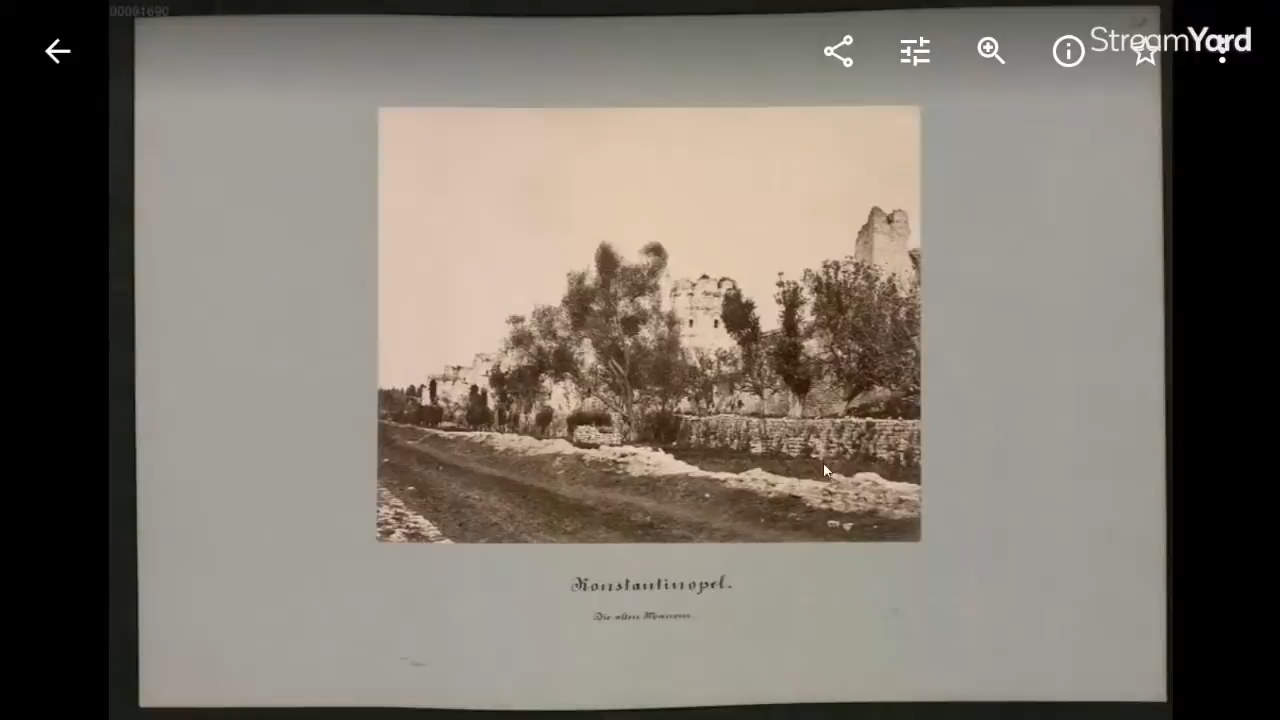 00001690
StreamYard
Konstantinopel.
Die alten Mauern.